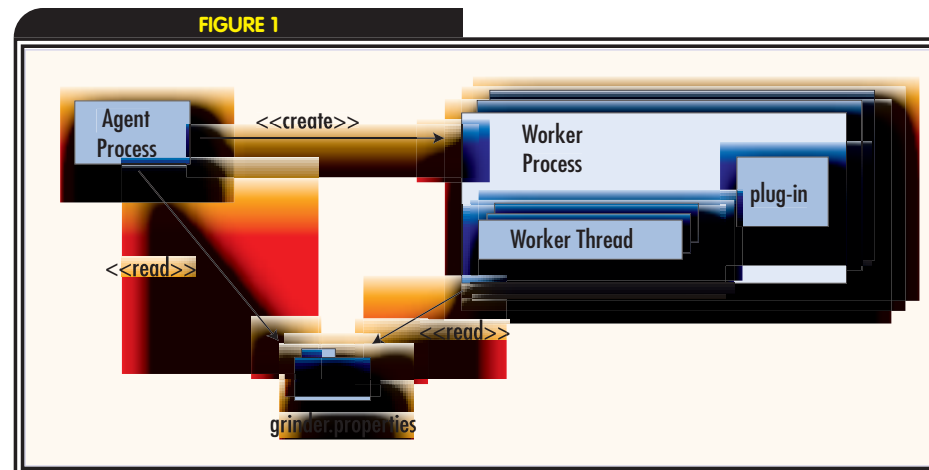 FIGURE 1
Agent
Process
<<create>>
Worker
Process
plug-in
Worker Thread
<<read>>
<<read>>
grinder.properties